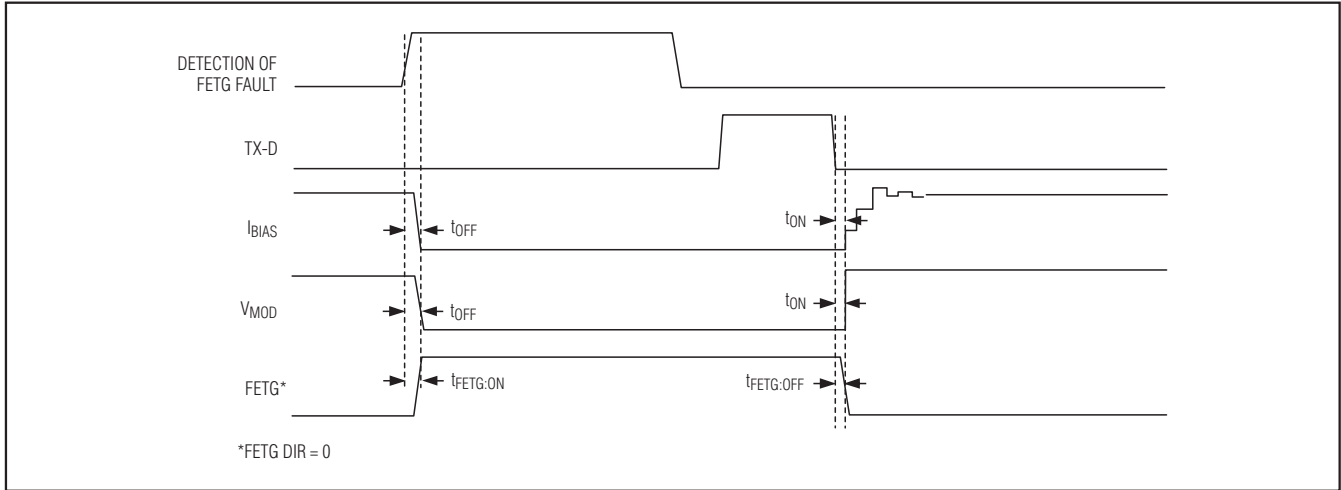 DETECTION OF
FETG FAULT
TX-D
IBIAS
tOFF
tON
VMOD
tOFF
tON
FETG*
tFETG:ON
tFETG:OFF
*FETG DIR = 0